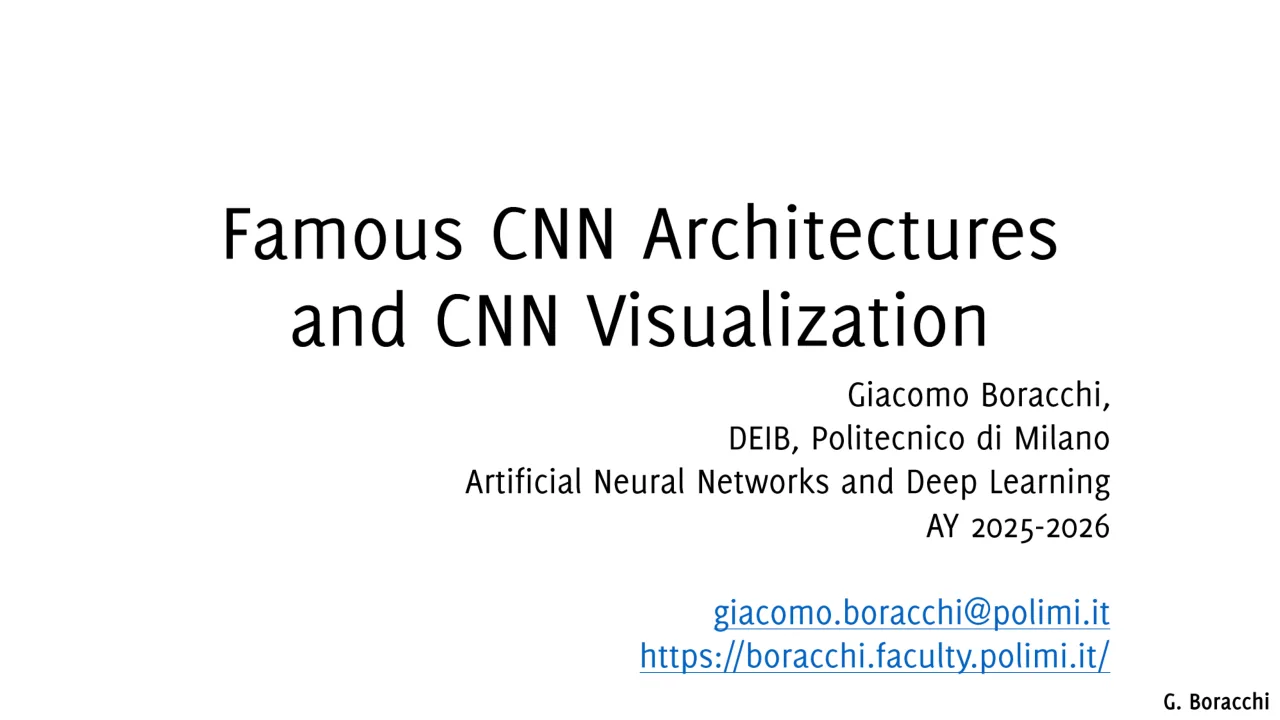 Famous CNN Architectures
and CNN Visualization
Giacomo Boracchi,
DEIB, Politecnico di Milano
Artificial Neural Networks and Deep Learning
AY 2025-2026
giacomo.boracchi@polimi.it
https://boracchi.faculty.polimi.it/
G. Boracchi